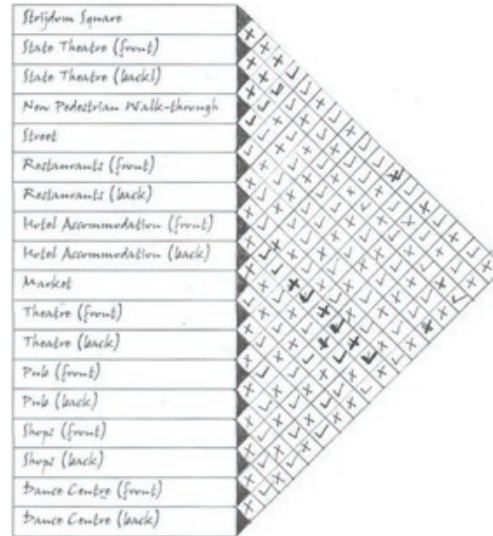 Strijdom Square
State Theatre (front)
State Theatre (back)
New Pedestrian Walk-through
Street
Restaurants (front)
Restaurants (back)
Hotel Accommodation (front)
Hotel Accommodation (back)
Market
Theatre (front)
Theatre (back)
Pub (front)
Pub (back)
Shops (front)
Shops (back)
Dance Centre (front)
Dance Centre (back)